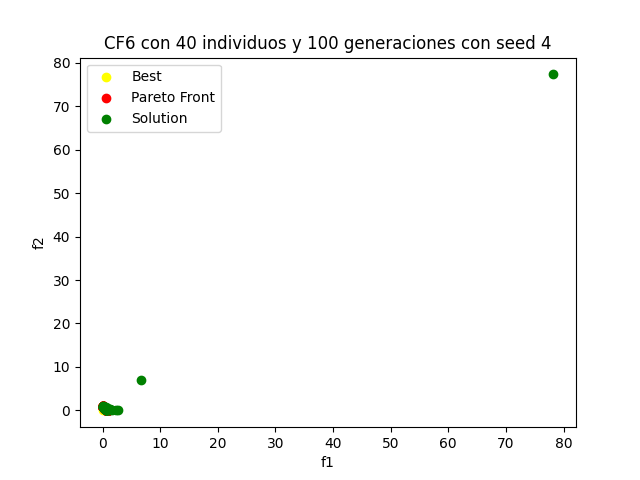 CF6 con 40 individuos y 100 generaciones con seed 4
Best
Pareto Front
Solution
80
70
60
50
40
30
20
10
0
f2
0 10 20 30 40 50 60 70 80
f1